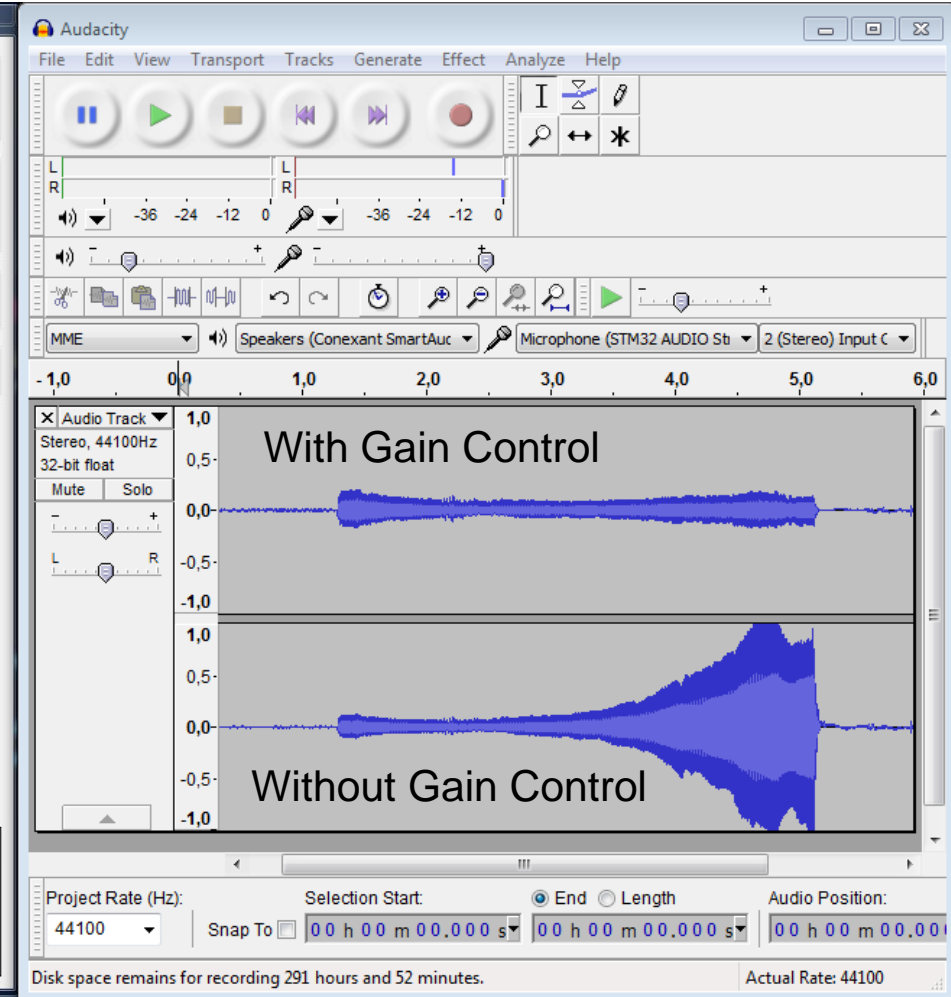 Audacity
File Edit View Transport Tracks Generate Effect Analyze Help
L L
R R
-36 -24 -12 0 -36 -24 -12 0
- + - +
- +
MME Speakers (Conexant SmartAuc Microphone (STM32 AUDIO Str 2 (Stereo) Input C
- 1,0 0,0 1,0 2,0 3,0 4,0 5,0 6,0
X Audio Track 1,0
Stereo, 44100Hz
32-bit float
With Gain Control
0,5
Mute Solo
- + 0,0
L R -0,5
-1,0
1,0
0,5
0,0
-0,5
Without Gain Control
-1,0
Project Rate (Hz): Selection Start: End Length Audio Position:
44100 Snap To 00 h 00 m 00.000 s 00 h 00 m 00.000 s 00 h 00 m 00.00
Disk space remains for recording 291 hours and 52 minutes. Actual Rate: 44100